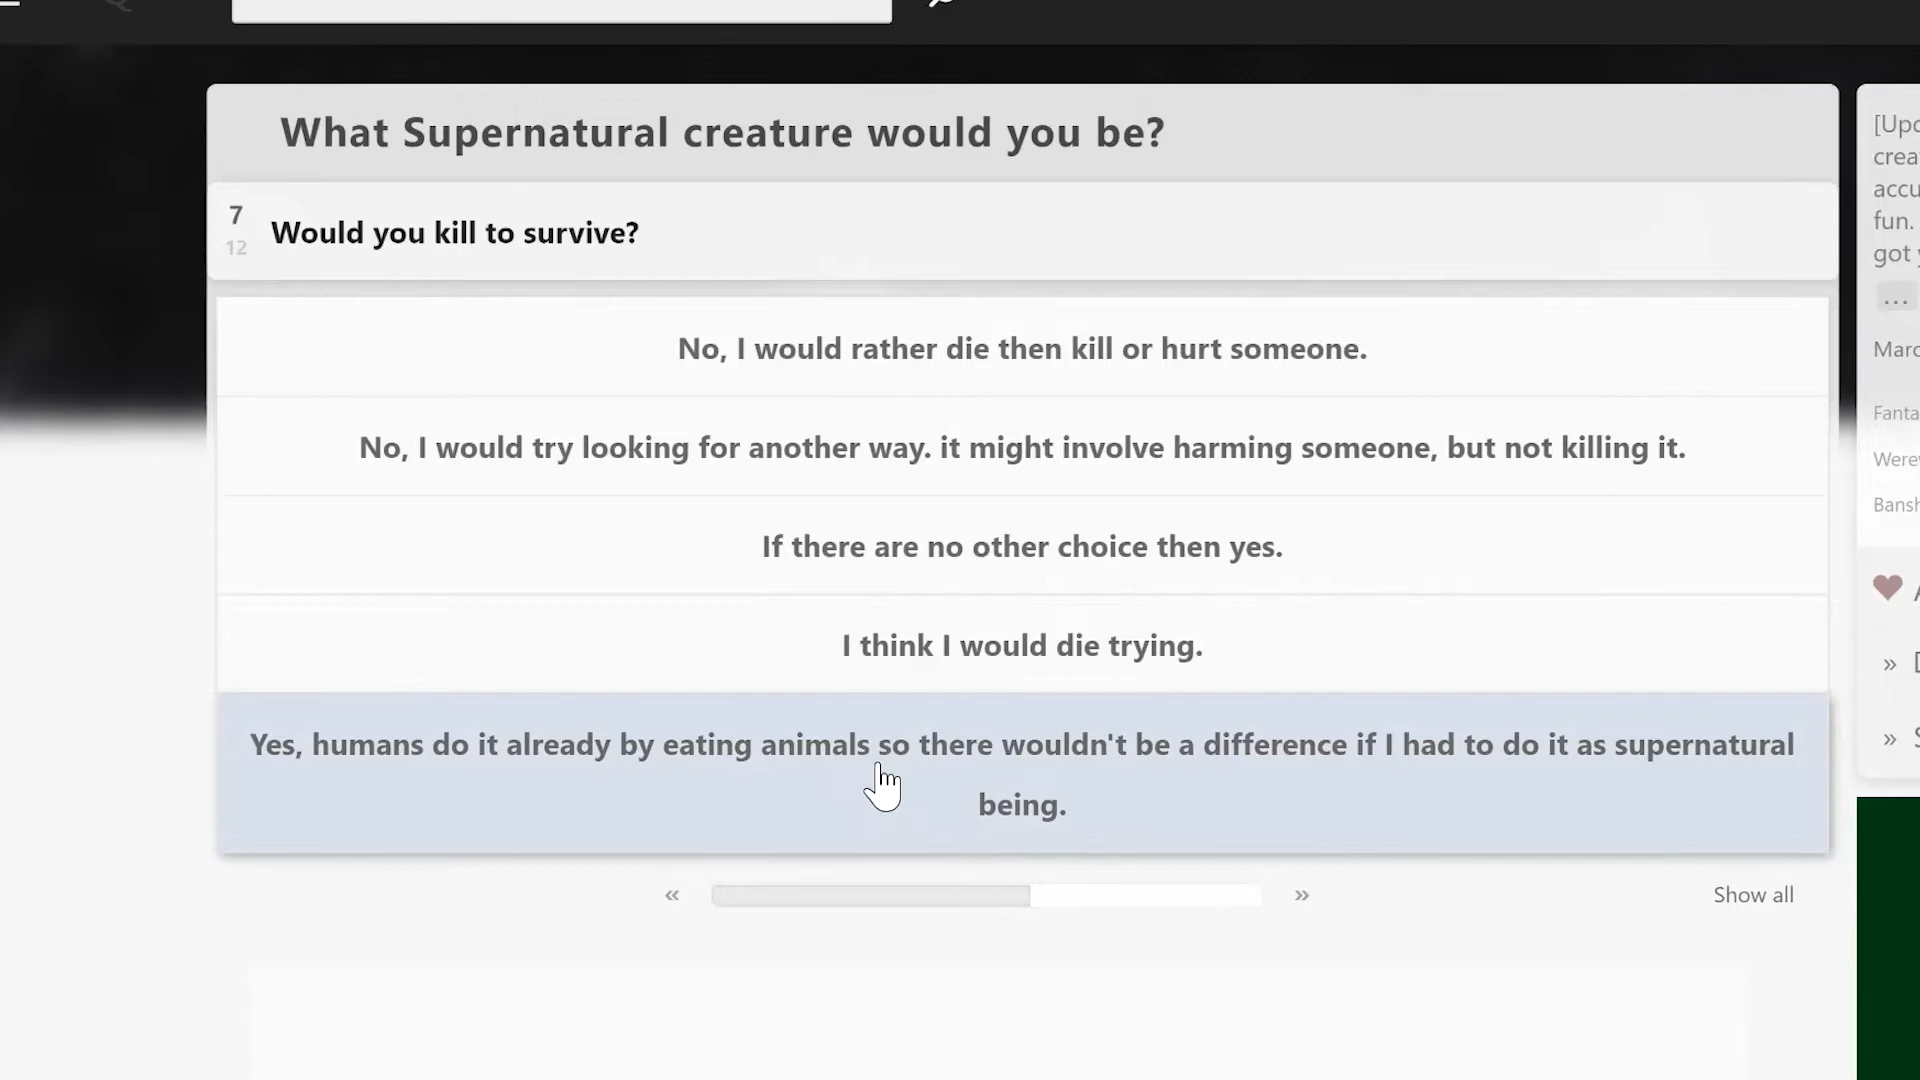 What Supernatural creature would you be?
7
12
Would you kill to survive?
No, I would rather die then kill or hurt someone.
No, I would try looking for another way. it might involve harming someone, but not killing it.
If there are no other choice then yes.
I think I would die trying.
Yes, humans do it already by eating animals so there wouldn't be a difference if I had to do it as supernatural
being.
« »
Show all
fun.
got
...
»
»